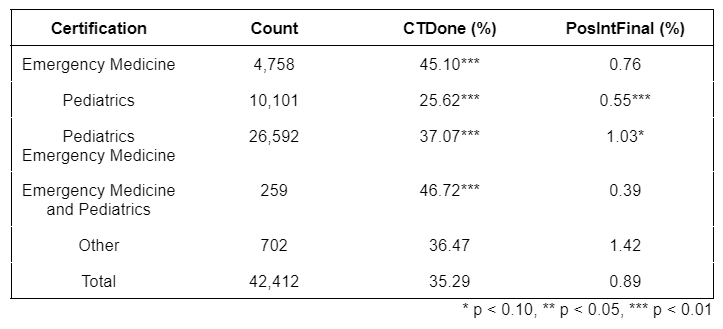 Certification Count CTDone (%) PosIntFinal (%)
Emergency Medicine 4,758 45.10*** 0.76
Pediatrics 10,101 25.62*** 0.55***
Pediatrics 26,592 37.07*** 1.03*
Emergency Medicine
Emergency Medicine 259 46.72*** 0.39
and Pediatrics
Other 702 36.47 1.42
Total 42,412 35.29 0.89
* p < 0.10, ** p < 0.05, *** p < 0.01